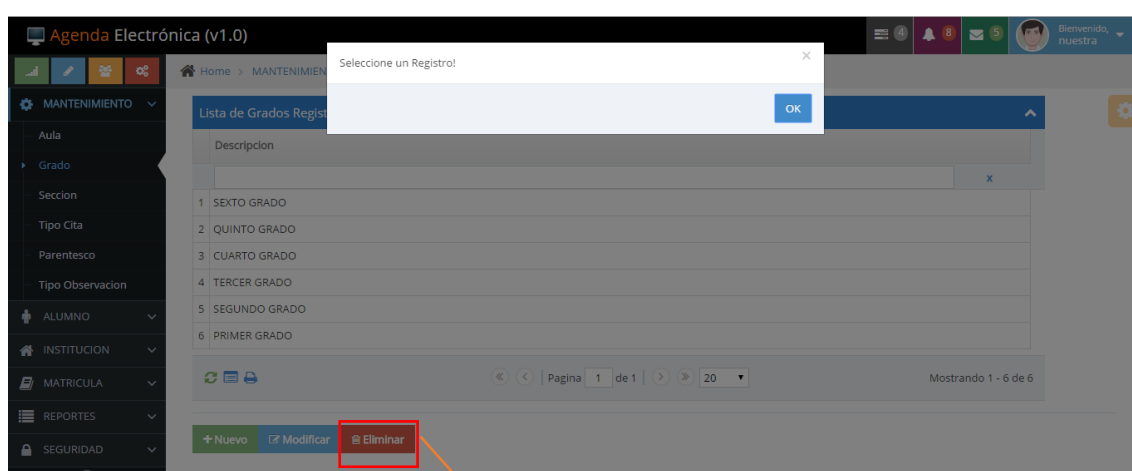 Agenda Electrónica (v1.0)
4
8
5
Bienvenido,
nuestra
Home > MANTENIMIEN
Seleccione un Registro!
×
OK
MANTENIMIENTO
Aula
Grado
Seccion
Tipo Cita
Parentesco
Tipo Observacion
ALUMNO
INSTITUCION
MATRICULA
REPORTES
SEGURIDAD
Lista de Grados Regist
Descripcion
x
1 SEXTO GRADO
2 QUINTO GRADO
3 CUARTO GRADO
4 TERCER GRADO
5 SEGUNDO GRADO
6 PRIMER GRADO
Pagina 1 de 1 20 Mostrando 1 - 6 de 6
+Nuevo Modificar Eliminar